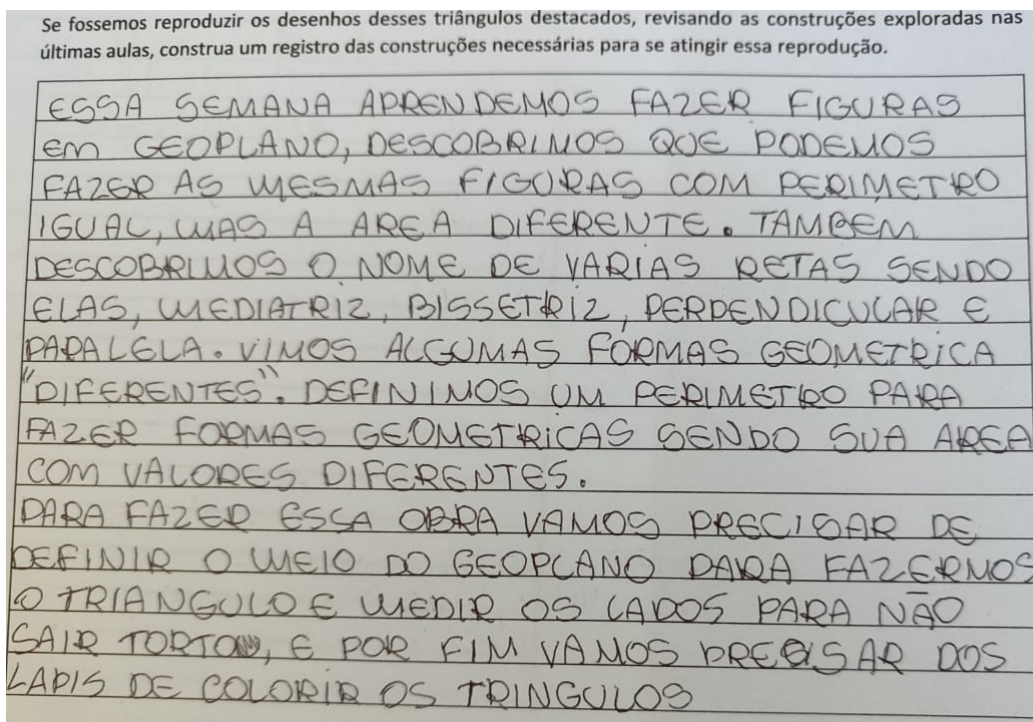 Se fossemos reproduzir os desenhos desses triângulos destacados, revisando as construções exploradas nas
últimas aulas, construa um registro das construções necessárias para se atingir essa reprodução.
ESSA SEMANA APRENDEMOS FAZER FIGURAS
em GEOPLANO, DESCOBRIMOS QUE PODEMOS
FAZER AS MESMAS FIGURAS COM PERIMETRO
IGUAL, MAS A AREA DIFERENTE. TAMBEM
DESCOBRIMOS O NOME DE VARIAS RETAS SENDO
ELAS, MEDIATRIZ, BISSETRIZ, PERPENDICULAR E
PARALELA. VIMOS ALGUMAS FORMAS GEOMETRICA
"DIFERENTES". DEFINIMOS UM PERIMETRO PARA
FAZER FORMAS GEOMETRICAS SENDO SUA AREA
COM VALORES DIFERENTES.
PARA FAZER ESSA OBRA VAMOS PRECISAR DE
DEFINIR O MEIO DO GEOPLANO PARA FAZERMOS
O TRIANGULO E MEDIR OS LADOS PARA NÃO
SAIR TORTO, E POR FIM VAMOS PRECISAR DOS
LAPIS DE COLORIR OS TRINGULOS